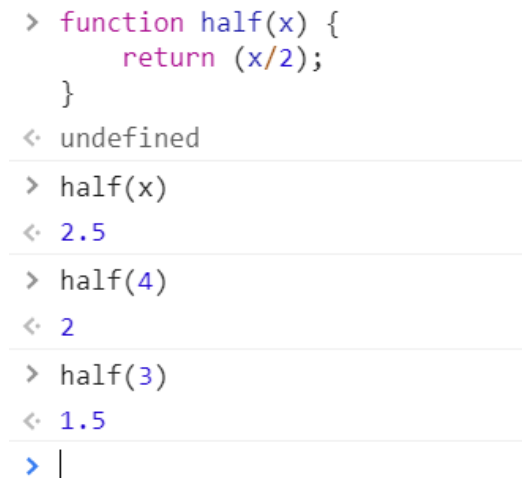 > function half(x) {
return (x/2);
}
<· undefined
> half(x)
<· 2.5
> half(4)
<· 2
> half(3)
<· 1.5
>